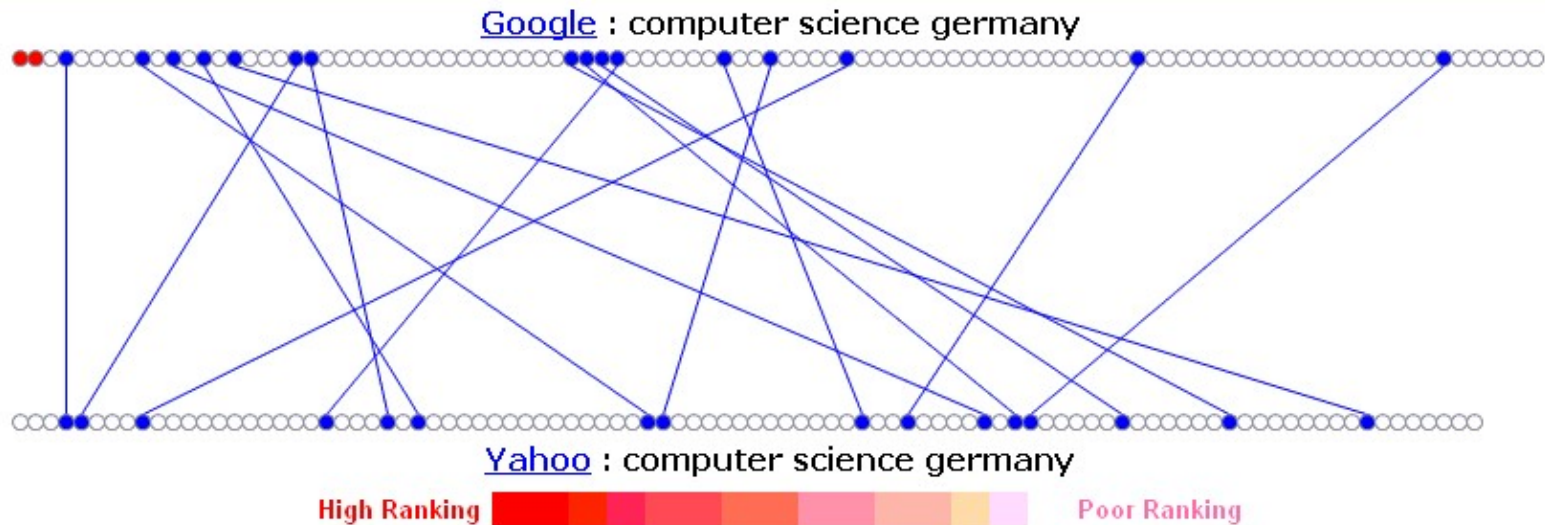 Google : computer science germany
Yahoo : computer science germany
High Ranking Poor Ranking